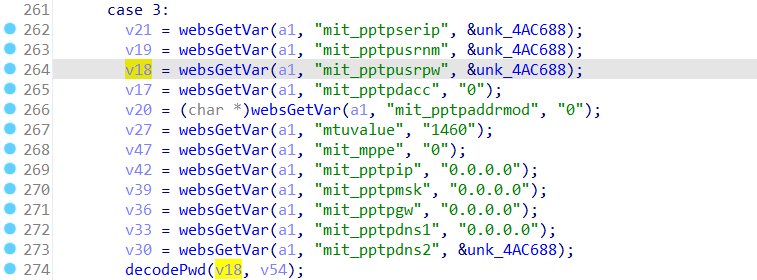 261 case 3:
262 v21 = websGetVar(a1, "mit_pptpserip", &unk_4AC688);
263 v19 = websGetVar(a1, "mit_pptpusrnm", &unk_4AC688);
264 v18 = websGetVar(a1, "mit_pptpusrpw", &unk_4AC688);
265 v17 = websGetVar(a1, "mit_pptpdacc", "0");
266 v20 = (char *)websGetVar(a1, "mit_pptpaddrmod", "0");
267 v27 = websGetVar(a1, "mtuvalue", "1460");
268 v47 = websGetVar(a1, "mit_mppe", "0");
269 v42 = websGetVar(a1, "mit_pptpip", "0.0.0.0");
270 v39 = websGetVar(a1, "mit_pptpmsk", "0.0.0.0");
271 v36 = websGetVar(a1, "mit_pptpgw", "0.0.0.0");
272 v33 = websGetVar(a1, "mit_pptpdns1", "0.0.0.0");
273 v30 = websGetVar(a1, "mit_pptpdns2", &unk_4AC688);
274 decodePwd(v18, v54);